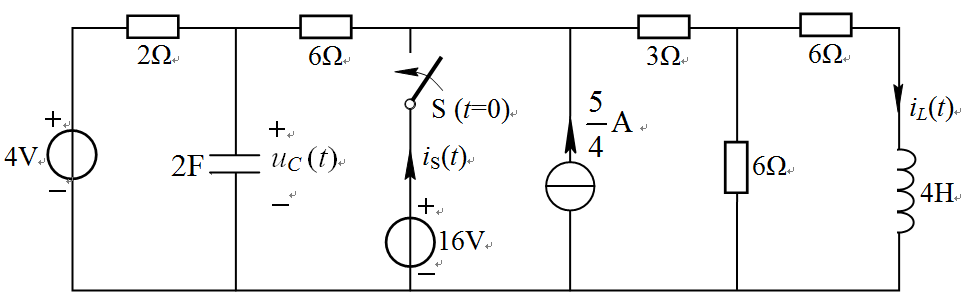 2Ω
6Ω
3Ω
6Ω
S (t=0)
+
4V
−
2F
+
u_C (t)
−
i_S(t)
+
16V
−
5/4 A
6Ω
i_L(t)
4H